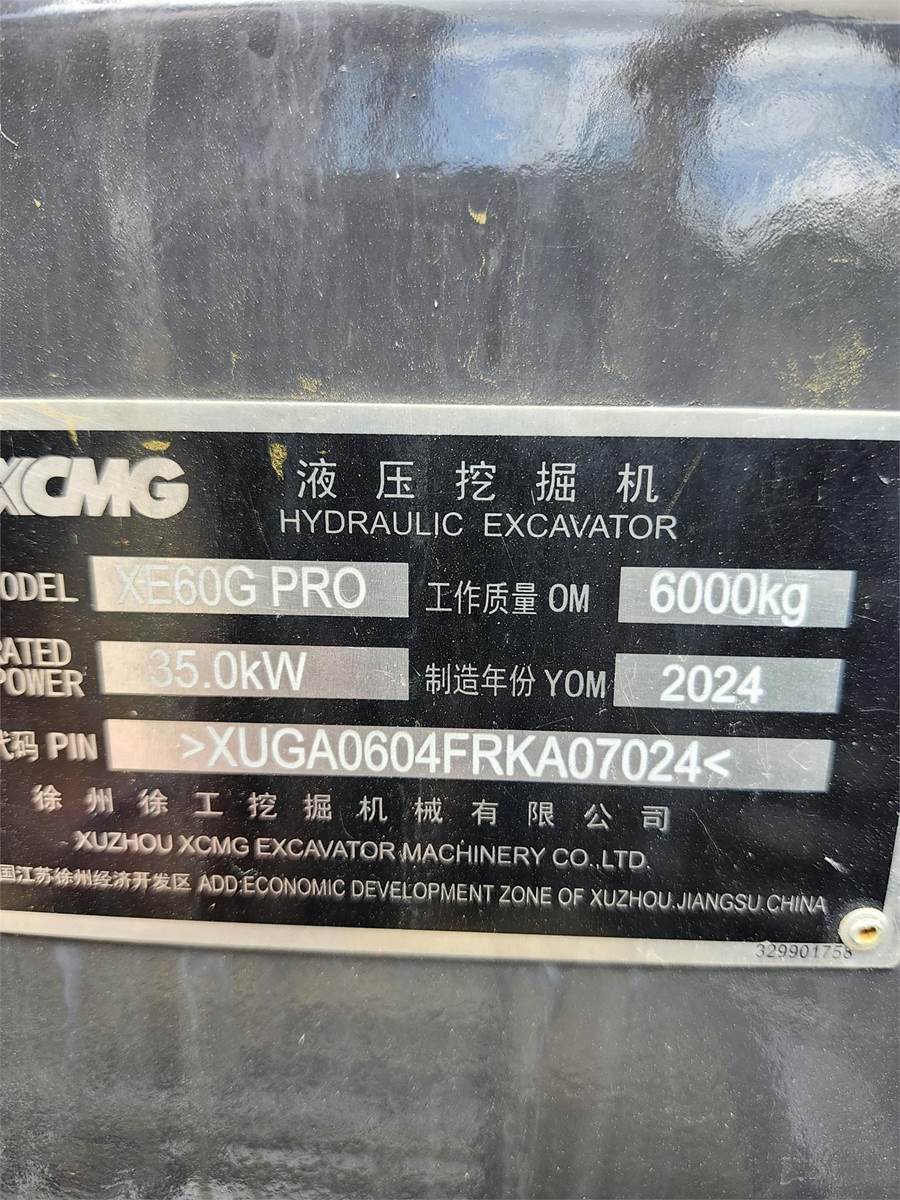 XCMG
液压挖掘机
HYDRAULIC EXCAVATOR
MODEL XE60G PRO 工作质量 OM 6000kg
RATED POWER 35.0kW 制造年份 YOM 2024
代码 PIN >XUGA0604FRKA07024<
徐州徐工挖掘机械有限公司
XUZHOU XCMG EXCAVATOR MACHINERY CO.,LTD.
国江苏徐州经济开发区 ADD:ECONOMIC DEVELOPMENT ZONE OF XUZHOU.JIANGSU.CHINA
329901758